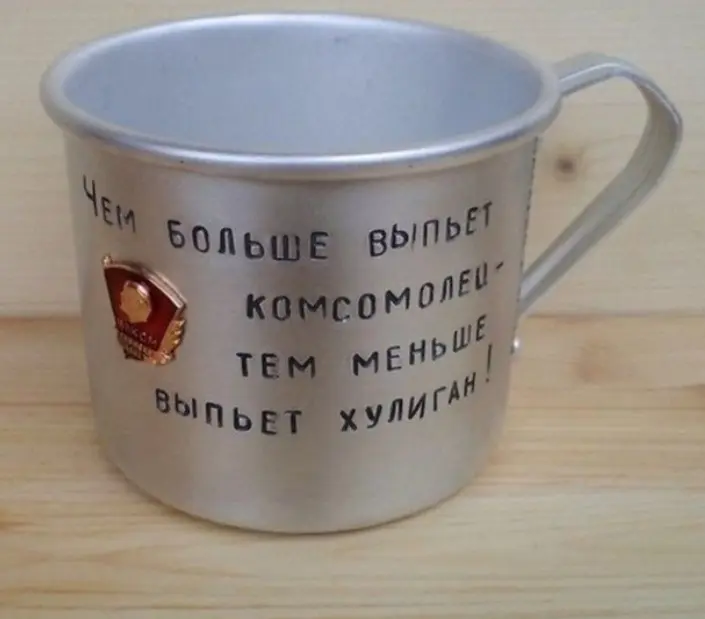 Чем больше выпьет
комсомолец-
тем меньше
выпьет хулиган!